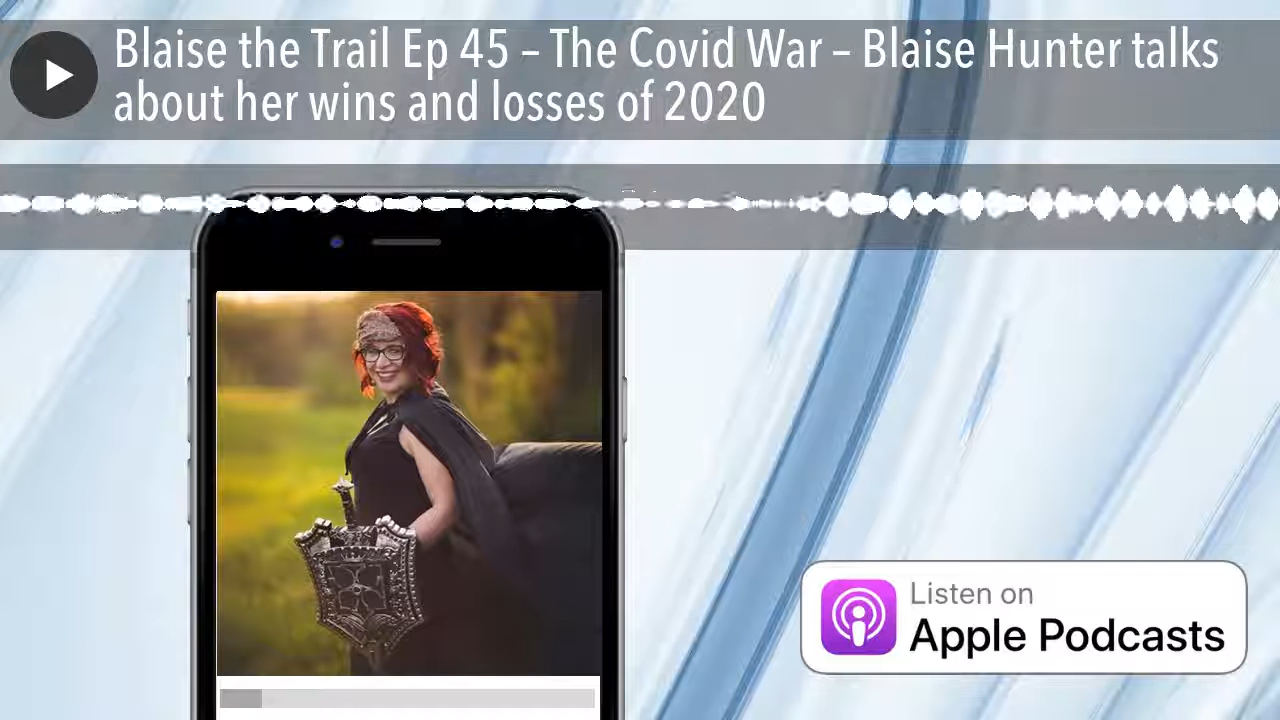 Blaise the Trail Ep 45 – The Covid War – Blaise Hunter talks
about her wins and losses of 2020
Listen on
Apple Podcasts